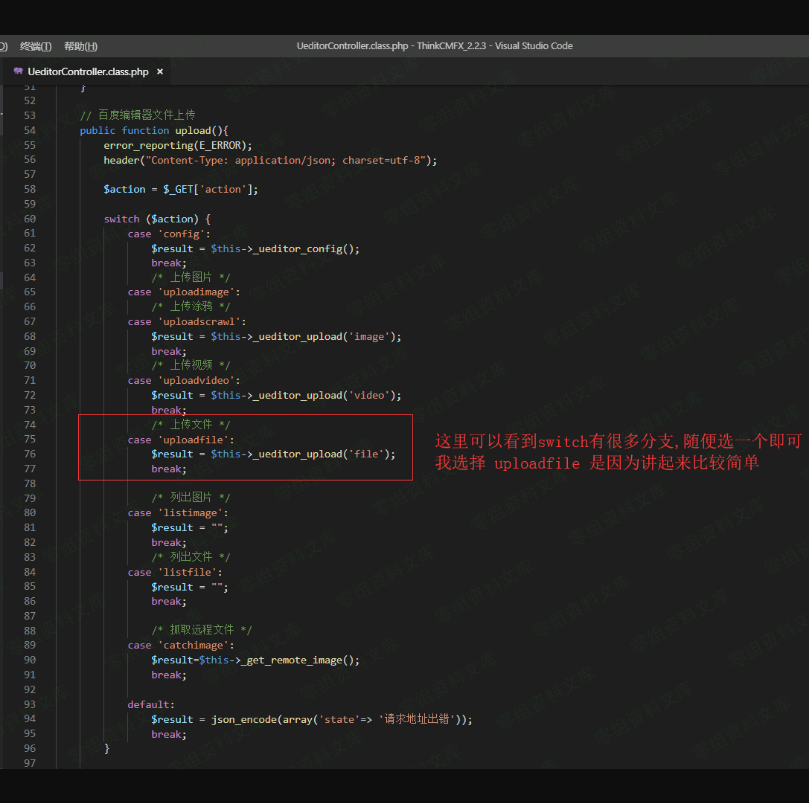 终端(T) 帮助(H) UeditorController.class.php - ThinkCMFX_2.2.3 - Visual Studio Code
UeditorController.class.php ×
51 }
52
53 // 百度编辑器文件上传
54 public function upload(){
55 error_reporting(E_ERROR);
56 header("Content-Type: application/json; charset=utf-8");
57
58 $action = $_GET['action'];
59
60 switch ($action) {
61 case 'config':
62 $result = $this->_ueditor_config();
63 break;
64 /* 上传图片 */
65 case 'uploadimage':
66 /* 上传涂鸦 */
67 case 'uploadscrawl':
68 $result = $this->_ueditor_upload('image');
69 break;
70 /* 上传视频 */
71 case 'uploadvideo':
72 $result = $this->_ueditor_upload('video');
73 break;
74 /* 上传文件 */
75 case 'uploadfile':
76 $result = $this->_ueditor_upload('file');
77 break;
这里可以看到switch有很多分支,随便选一个即可
我选择 uploadfile 是因为讲起来比较简单
78
79 /* 列出图片 */
80 case 'listimage':
81 $result = "";
82 break;
83 /* 列出文件 */
84 case 'listfile':
85 $result = "";
86 break;
87
88 /* 抓取远程文件 */
89 case 'catchimage':
90 $result=$this->_get_remote_image();
91 break;
92
93 default:
94 $result = json_encode(array('state'=> '请求地址出错'));
95 break;
96 }
97
零组资料文库